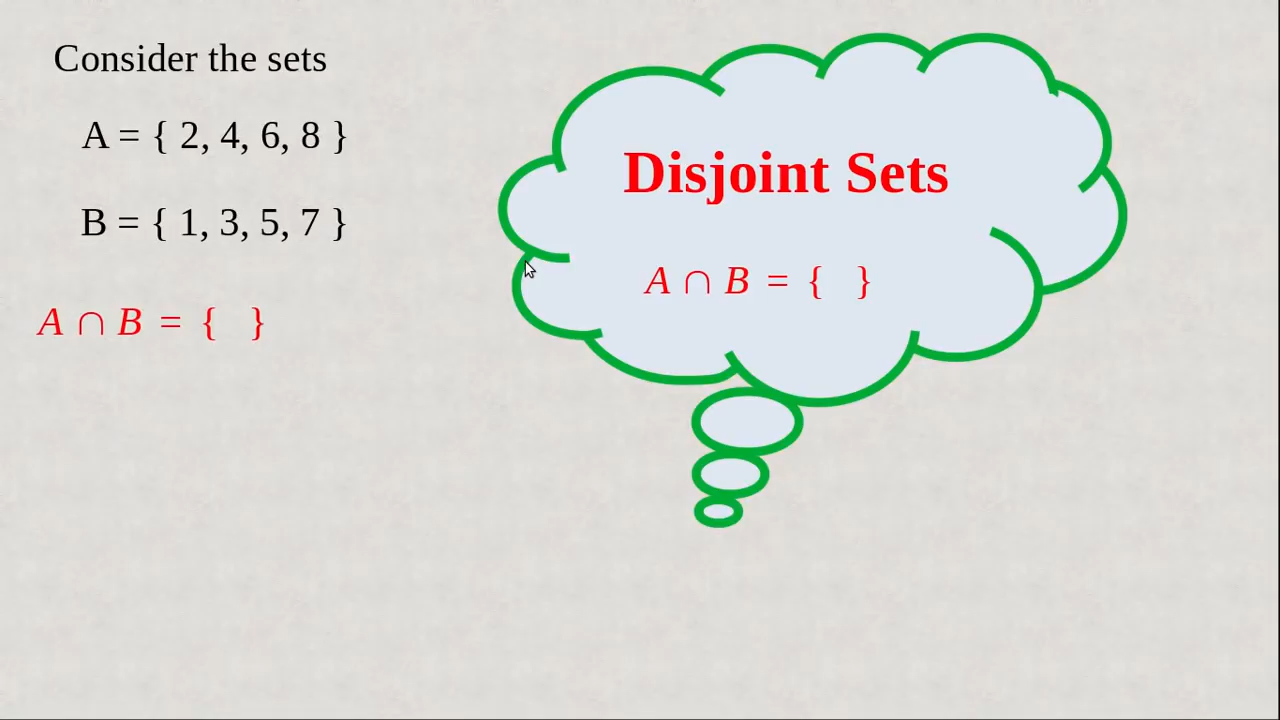 Consider the sets
A = { 2, 4, 6, 8 }
B = { 1, 3, 5, 7 }
A ∩ B = {   }
Disjoint Sets
A ∩ B = {   }